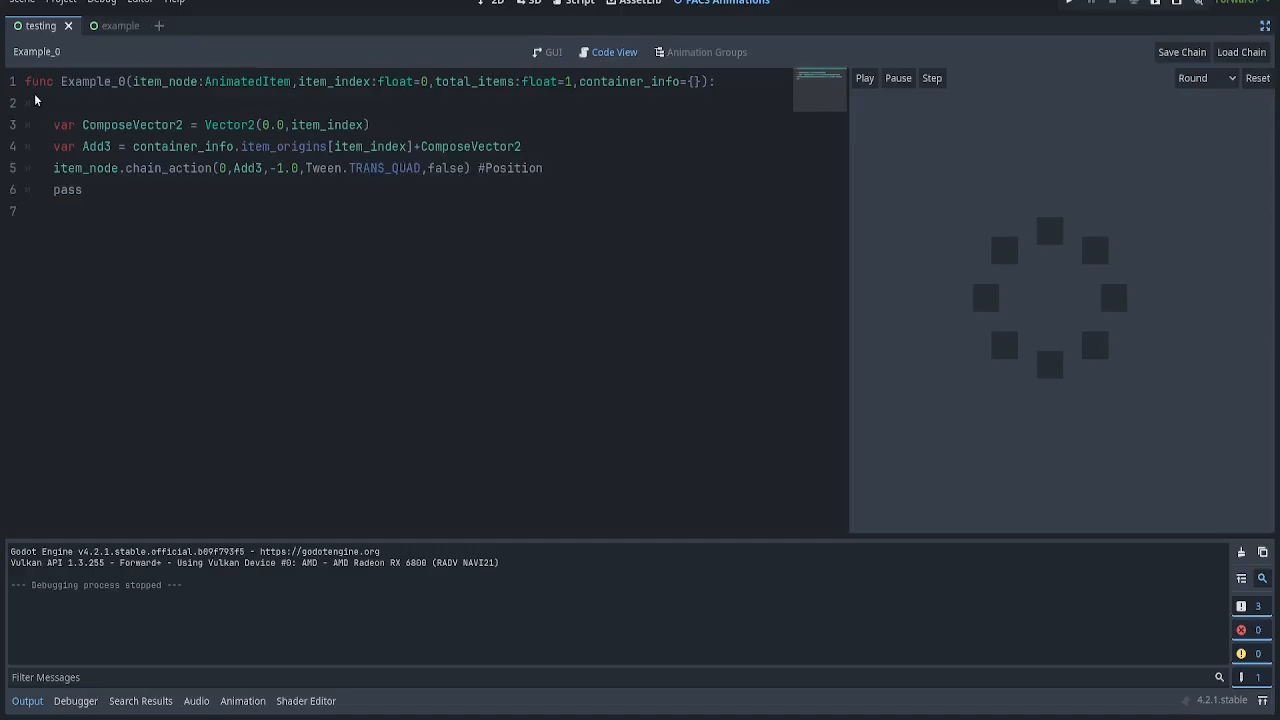 Scene Project Debug Editor Help 2D 3D Script AssetLib FACS Animations Forward+
testing example
Example_0 GUI Code View Animation Groups Save Chain Load Chain
Play Pause Step Round Reset
1 func Example_0(item_node:AnimatedItem,item_index:float=0,total_items:float=1,container_info={}):
2
3 var ComposeVector2 = Vector2(0.0,item_index)
4 var Add3 = container_info.item_origins[item_index]+ComposeVector2
5 item_node.chain_action(0,Add3,-1.0,Tween.TRANS_QUAD,false) #Position
6 pass
7
Godot Engine v4.2.1.stable.official.b09f793f5 - https://godotengine.org
Vulkan API 1.3.255 - Forward+ - Using Vulkan Device #0: AMD - AMD Radeon RX 6800 (RADV NAVI21)
--- Debugging process stopped ---
3
0
0
1
Filter Messages
Output Debugger Search Results Audio Animation Shader Editor 4.2.1.stable